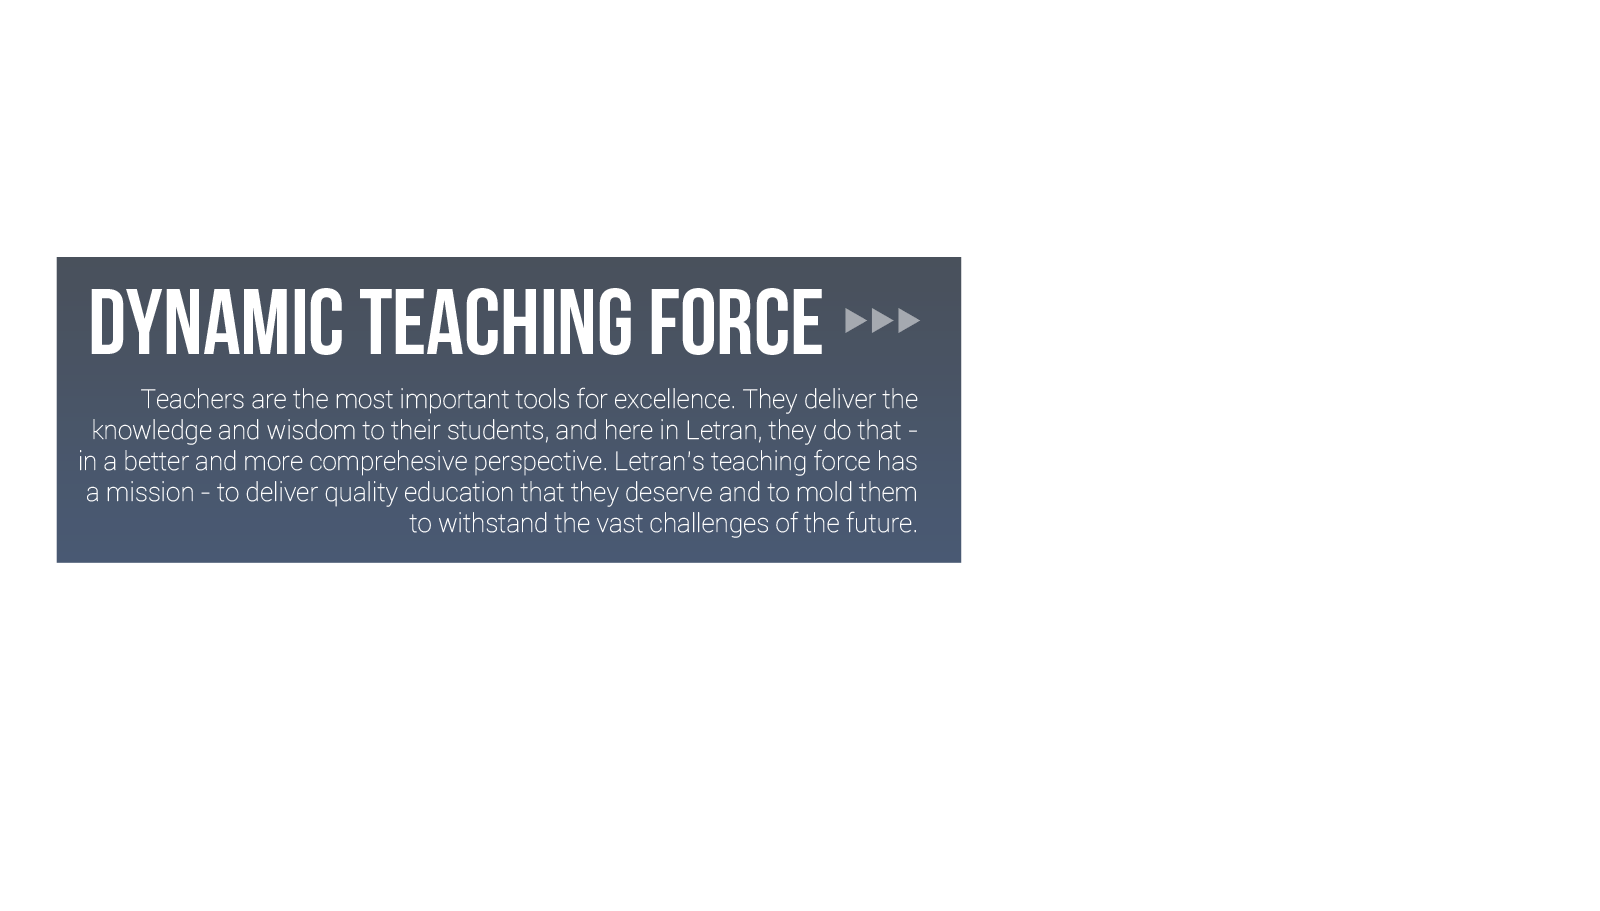 DYNAMIC TEACHING FORCE
Teachers are the most important tools for excellence. They deliver the
knowledge and wisdom to their students, and here in Letran, they do that -
in a better and more comprehesive perspective. Letran's teaching force has
a mission - to deliver quality education that they deserve and to mold them
to withstand the vast challenges of the future.